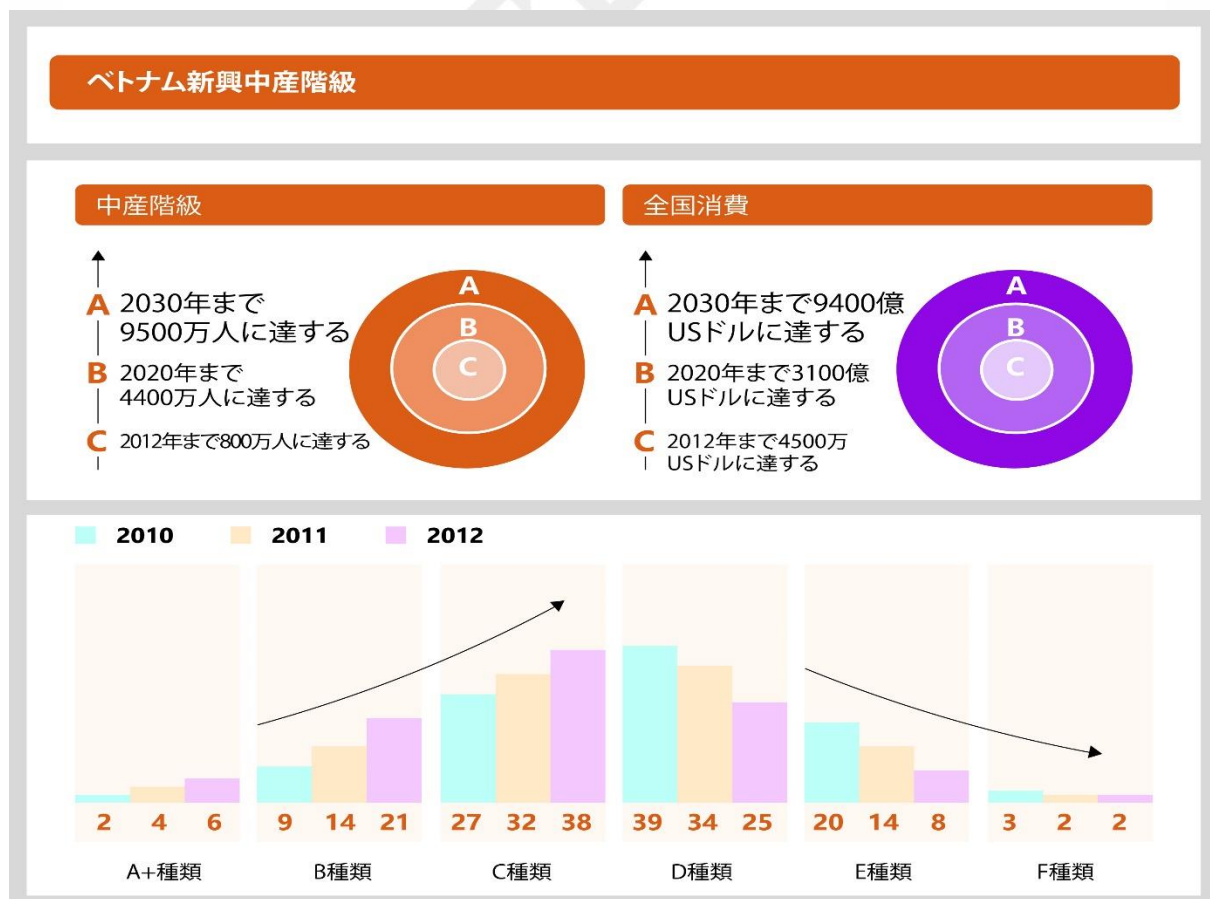 ベトナム新興中産階級
中産階級
A 2030年まで
9500万人に達する
B 2020年まで
4400万人に達する
C 2012年まで800万人に達する
A
B
C
全国消費
A 2030年まで9400億
USドルに達する
B 2020年まで3100億
USドルに達する
C 2012年まで4500万
USドルに達する
A
B
C
2010 2011 2012
2 4 6 9 14 21 27 32 38 39 34 25 20 14 8 3 2 2
A+種類 B種類 C種類 D種類 E種類 F種類